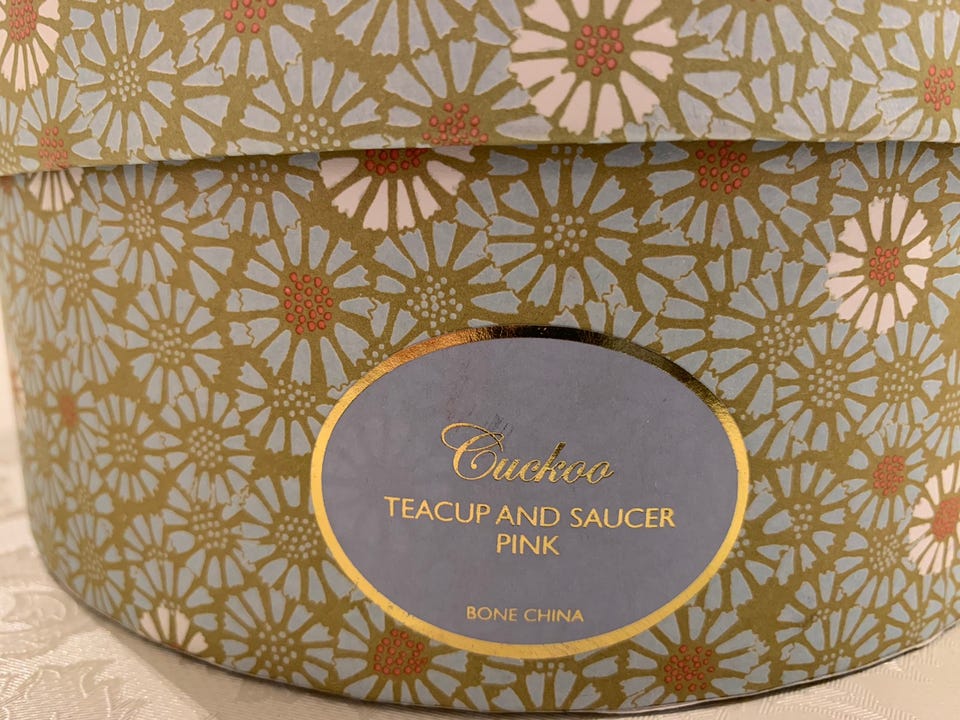 Cuckoo
TEACUP AND SAUCER
PINK
BONE CHINA